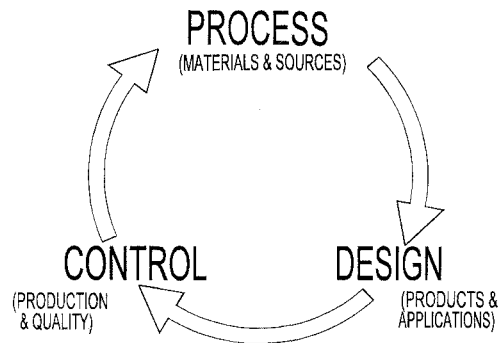 PROCESS
(MATERIALS & SOURCES)
CONTROL
(PRODUCTION
& QUALITY)
DESIGN
(PRODUCTS &
APPLICATIONS)